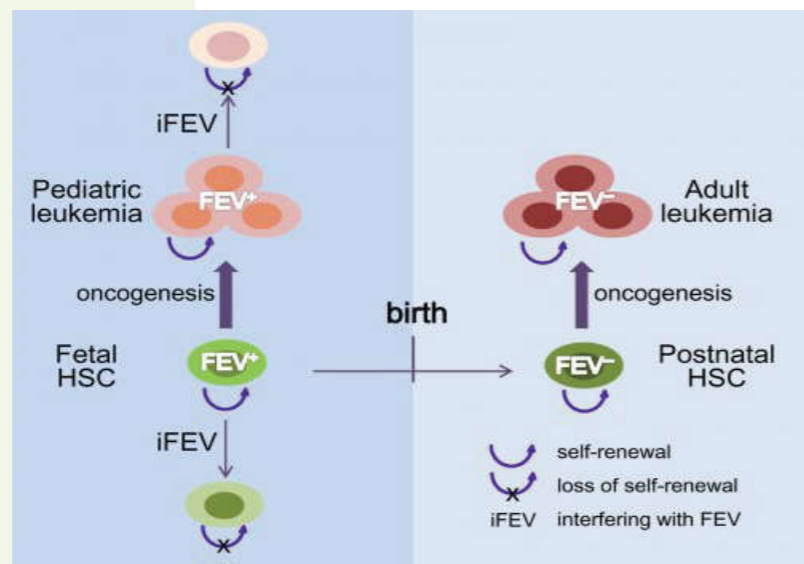 iFEV
Pediatric
leukemia
FEV+
FEV−
Adult
leukemia
oncogenesis
oncogenesis
birth
Fetal
HSC
FEV+
FEV−
Postnatal
HSC
iFEV
self-renewal
x loss of self-renewal
iFEV interfering with FEV
x
x